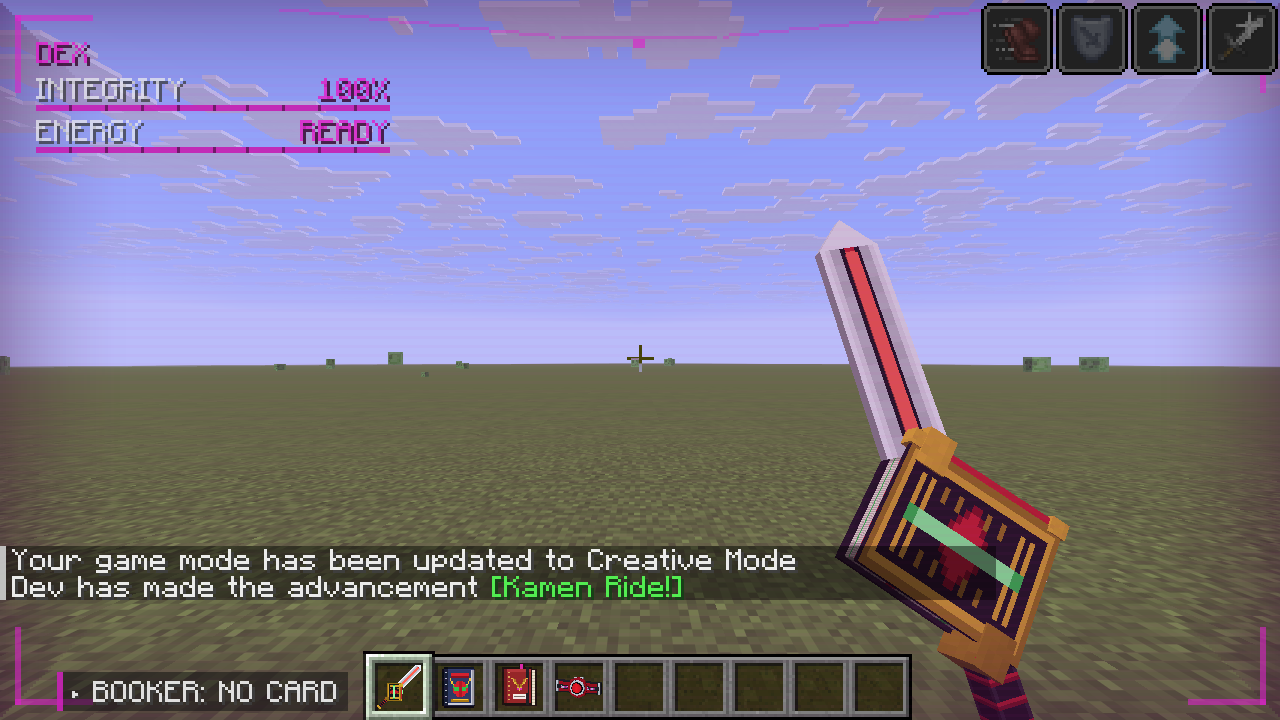 DEX
INTEGRITY 100%
ENERGY READY
Your game mode has been updated to Creative Mode
Dev has made the advancement [Kamen Ride!]
BOOKER: NO CARD